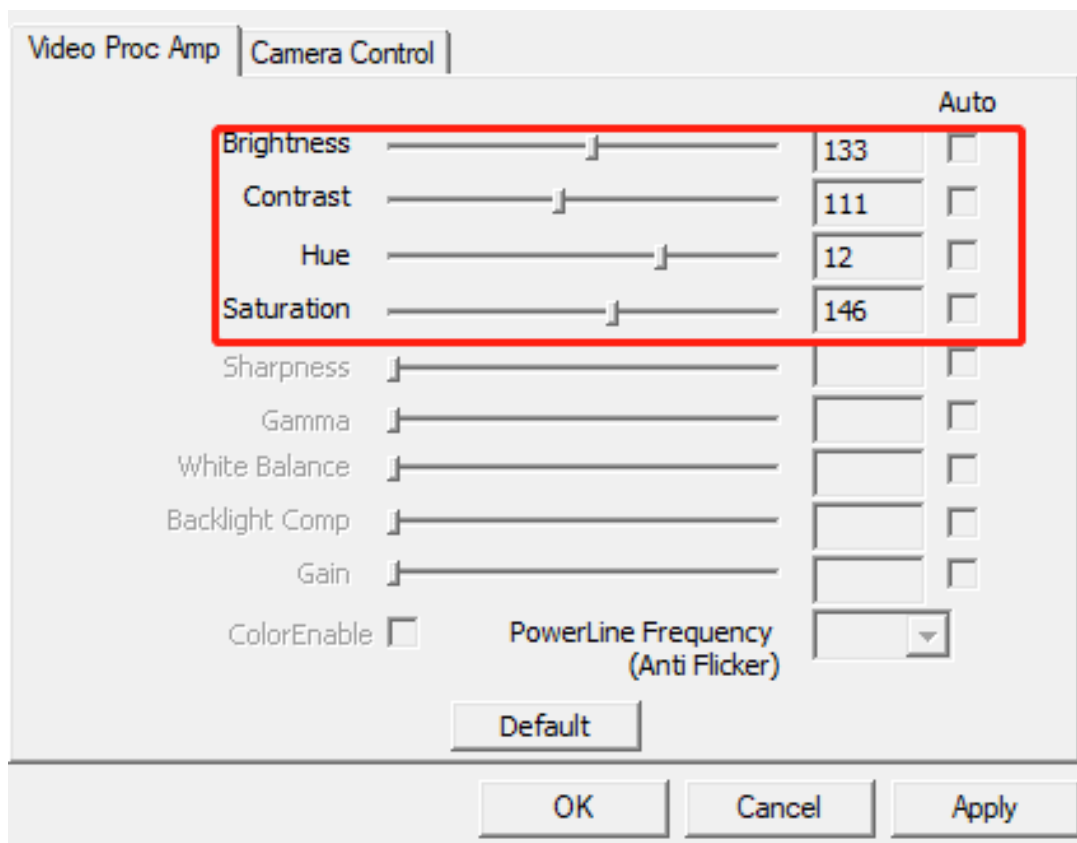 Video Proc Amp Camera Control
Auto
Brightness 133
Contrast 111
Hue 12
Saturation 146
Sharpness
Gamma
White Balance
Backlight Comp
Gain
ColorEnable PowerLine Frequency
(Anti Flicker)
Default
OK Cancel Apply